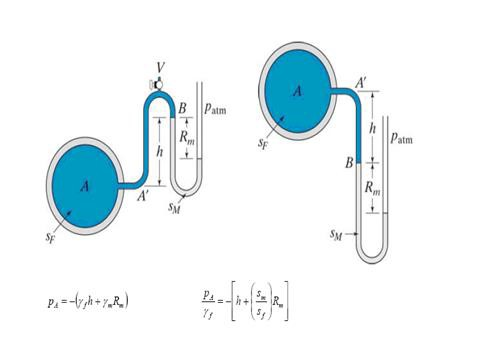 V
B
p_atm
R_m
h
A
A'
s_M
s_F
A
A'
p_atm
h
s_F
B
R_m
s_M
p_A = −(γ_f h + γ_m R_m)
p_A/γ_f = −[h + (s_m/s_f) R_m]